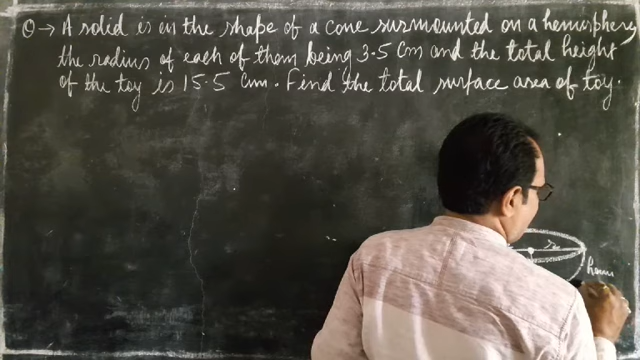 Q → A solid is in the shape of a cone surmounted on a hemisphere,
the radius of each of them being 3.5 cm and the total height
of the toy is 15.5 cm. Find the total surface area of toy.